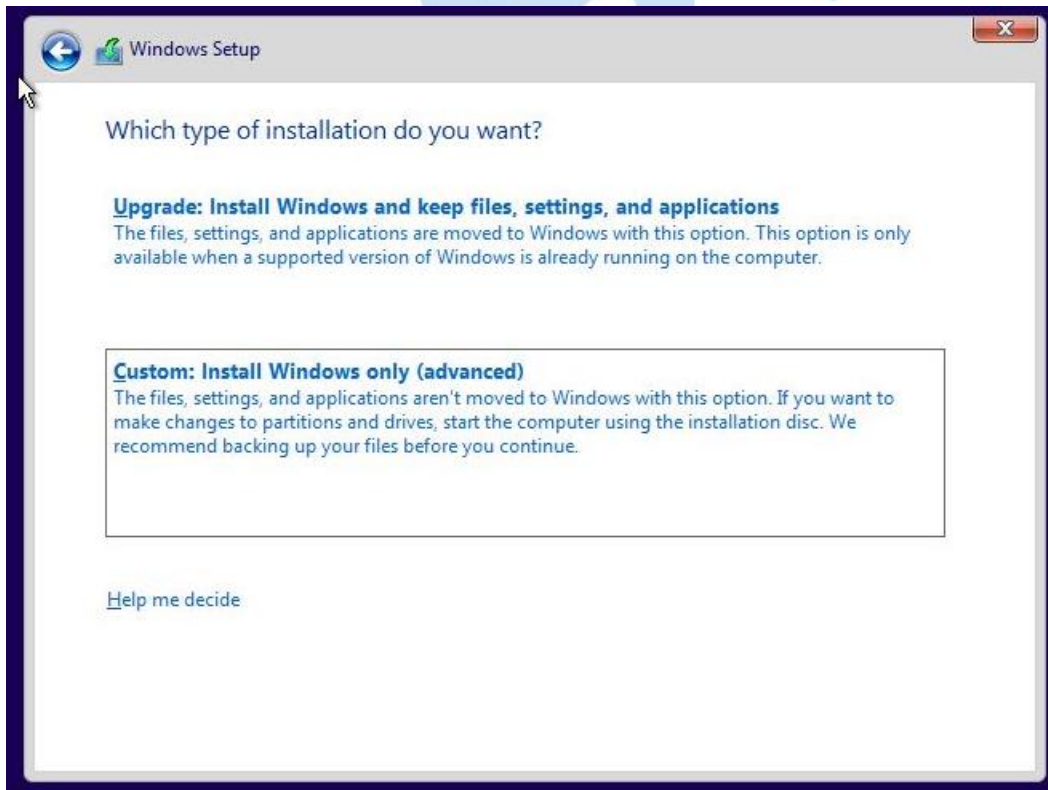 Windows Setup
Which type of installation do you want?
Upgrade: Install Windows and keep files, settings, and applications
The files, settings, and applications are moved to Windows with this option. This option is only
available when a supported version of Windows is already running on the computer.
Custom: Install Windows only (advanced)
The files, settings, and applications aren't moved to Windows with this option. If you want to
make changes to partitions and drives, start the computer using the installation disc. We
recommend backing up your files before you continue.
Help me decide